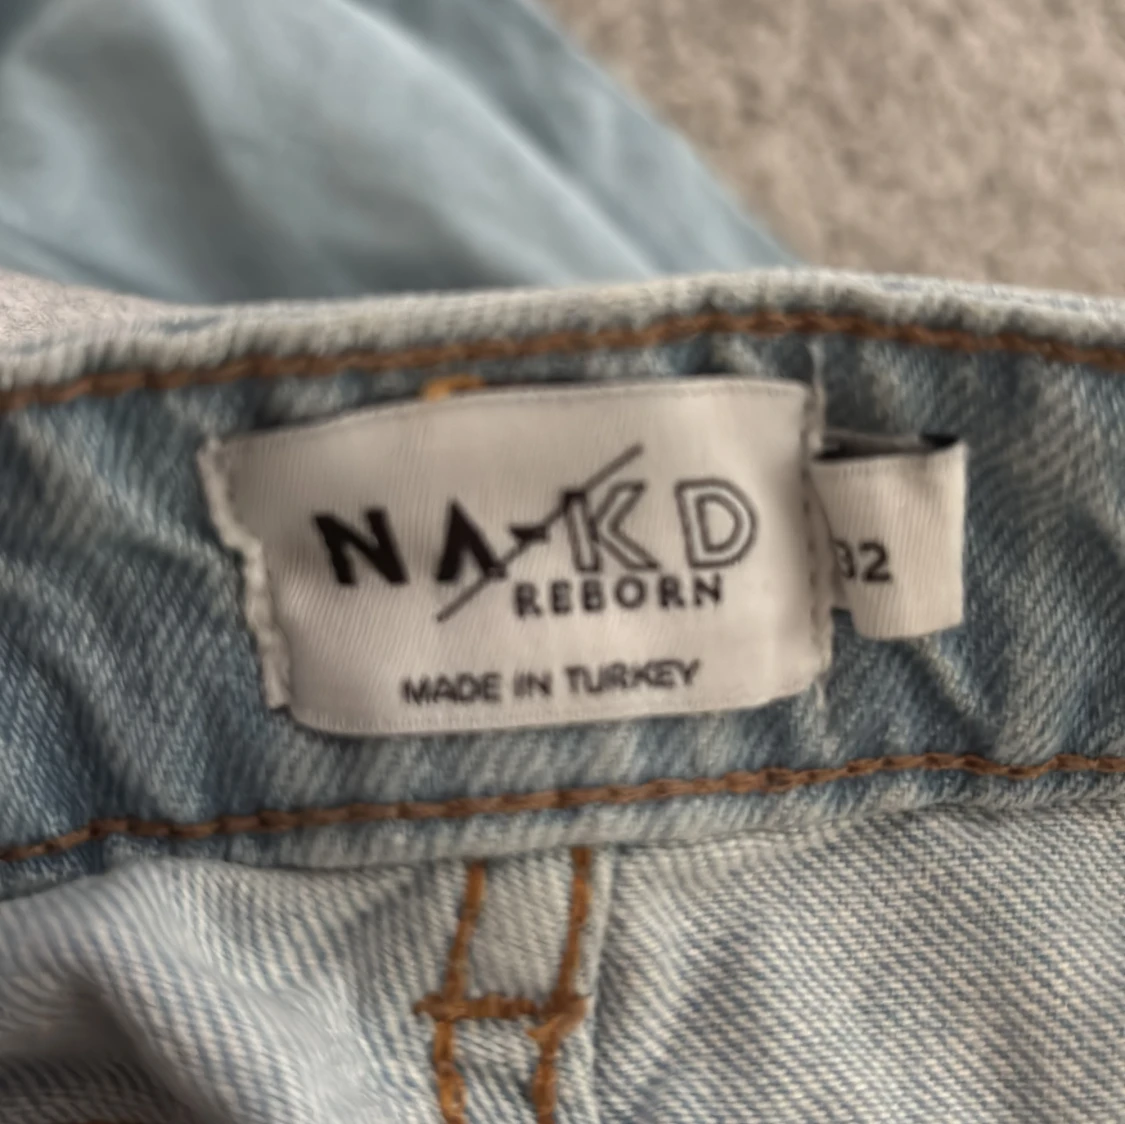 NA-KD
REBORN
MADE IN TURKEY
32